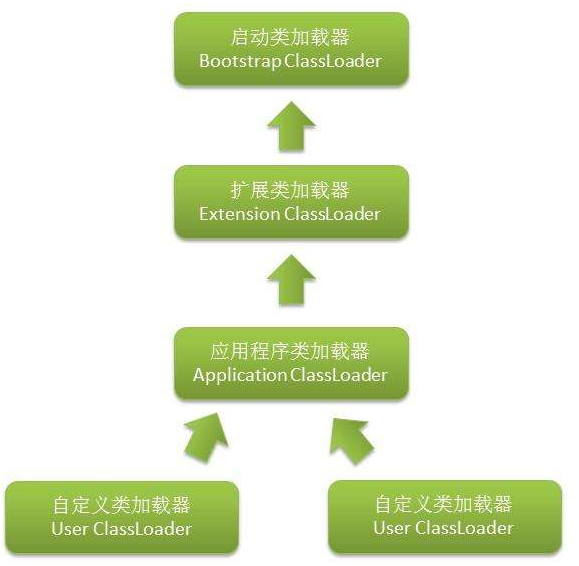 启动类加载器
Bootstrap ClassLoader
扩展类加载器
Extension ClassLoader
应用程序类加载器
Application ClassLoader
自定义类加载器
User ClassLoader
自定义类加载器
User ClassLoader